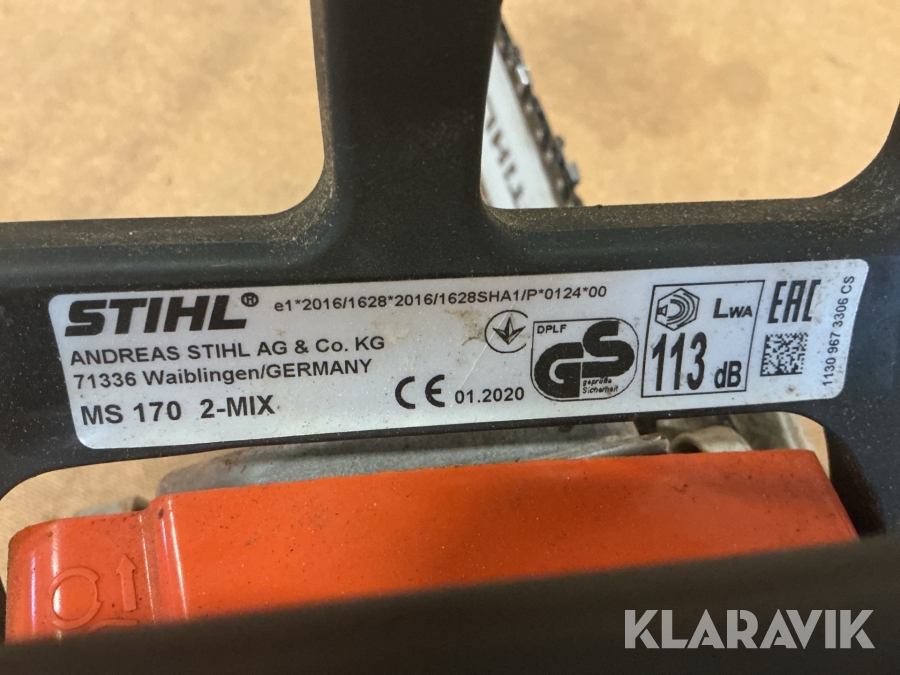 STIHL®
e1*2016/1628*2016/1628SHA1/P*0124*00
ANDREAS STIHL AG & Co. KG
71336 Waiblingen/GERMANY
MS 170 2-MIX
CE 01.2020
DPLF
GS
geprüfte
Sicherheit
LWA
113 dB
EAC
1130 967 3306 CS
STIHL
KLARAVIK